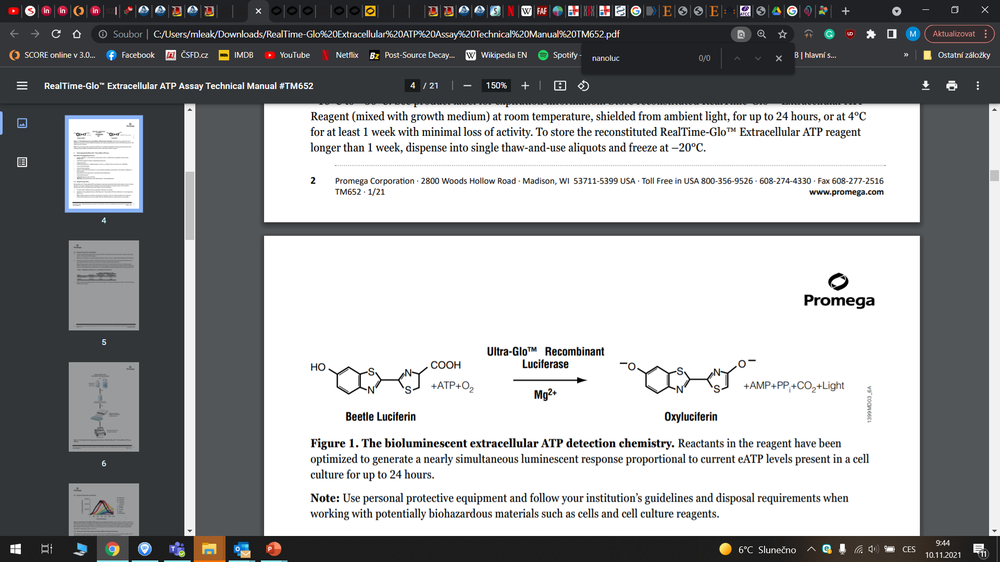 Soubor
C:/Users/mleak/Downloads/RealTime-Glo%20Extracellular%20ATP%20Assay%20Technical%20Manual%20TM652.pdf
Aktualizovat
SCORE online v 3.0...
Facebook
ČSFD.cz
IMDB
YouTube
Netflix
Post-Source Decay...
Wikipedia EN
Spotify -
B | hlavní s...
»
Ostatní záložky
nanoluc
0/0
RealTime-Glo™ Extracellular ATP Assay Technical Manual #TM652
4 / 21
150%
4
5
6
Reagent (mixed with growth medium) at room temperature, shielded from ambient light, for up to 24 hours, or at 4°C
for at least 1 week with minimal loss of activity. To store the reconstituted RealTime-Glo™ Extracellular ATP reagent
longer than 1 week, dispense into single thaw-and-use aliquots and freeze at –20°C.
2
Promega Corporation · 2800 Woods Hollow Road · Madison, WI 53711-5399 USA · Toll Free in USA 800-356-9526 · 608-274-4330 · Fax 608-277-2516
TM652 · 1/21
www.promega.com
Promega
Ultra-Glo™ Recombinant
Luciferase
Mg2+
HO
S
N
N
S
COOH
+ATP+O2
Beetle Luciferin
⁻O
S
N
N
S
O⁻
+AMP+PPi+CO2+Light
Oxyluciferin
1399MD03_6A
Figure 1. The bioluminescent extracellular ATP detection chemistry. Reactants in the reagent have been
optimized to generate a nearly simultaneous luminescent response proportional to current eATP levels present in a cell
culture for up to 24 hours.
Note: Use personal protective equipment and follow your institution's guidelines and disposal requirements when
working with potentially biohazardous materials such as cells and cell culture reagents.
6°C Slunečno
CES
9:44
10.11.2021
11